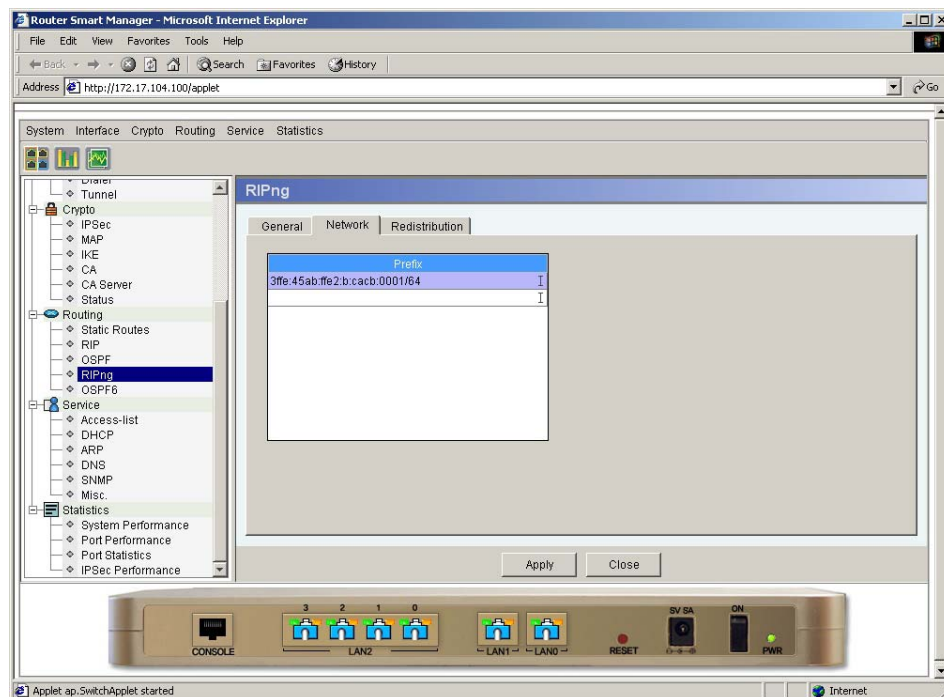 Router Smart Manager - Microsoft Internet Explorer
File Edit View Favorites Tools Help
Back Search Favorites History
Address http://172.17.104.100/applet Go
System Interface Crypto Routing Service Statistics
Dialer
Tunnel
Crypto
IPSec
MAP
IKE
CA
CA Server
Status
Routing
Static Routes
RIP
OSPF
RIPng
OSPF6
Service
Access-list
DHCP
ARP
DNS
SNMP
Misc.
Statistics
System Performance
Port Performance
Port Statistics
IPSec Performance
RIPng
General Network Redistribution
Prefix
3ffe:45ab:ffe2:b:cacb:0001/64
Apply Close
3 2 1 0
CONSOLE LAN2 LAN1 LAN0 RESET 5V 5A ON PWR
Applet ap.SwitchApplet started Internet